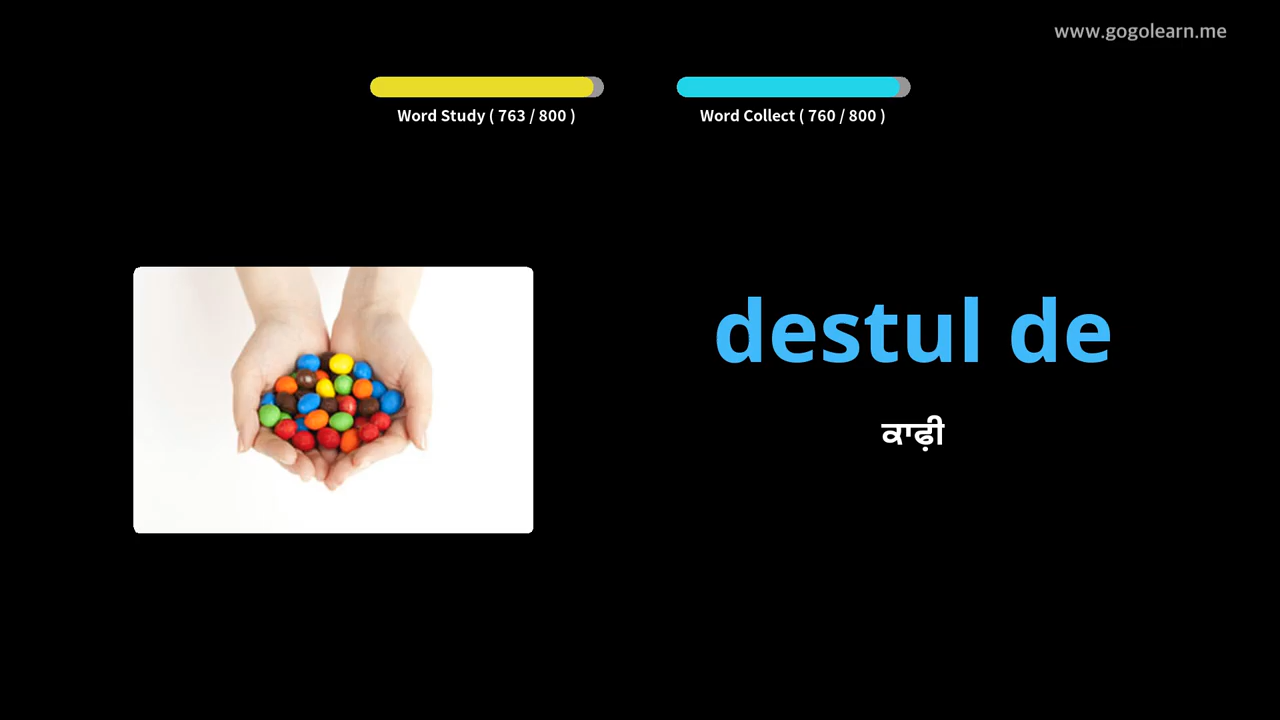 www.gogolearn.me
Word Study ( 763 / 800 )
Word Collect ( 760 / 800 )
destul de
ਕਾਫ਼ੀ